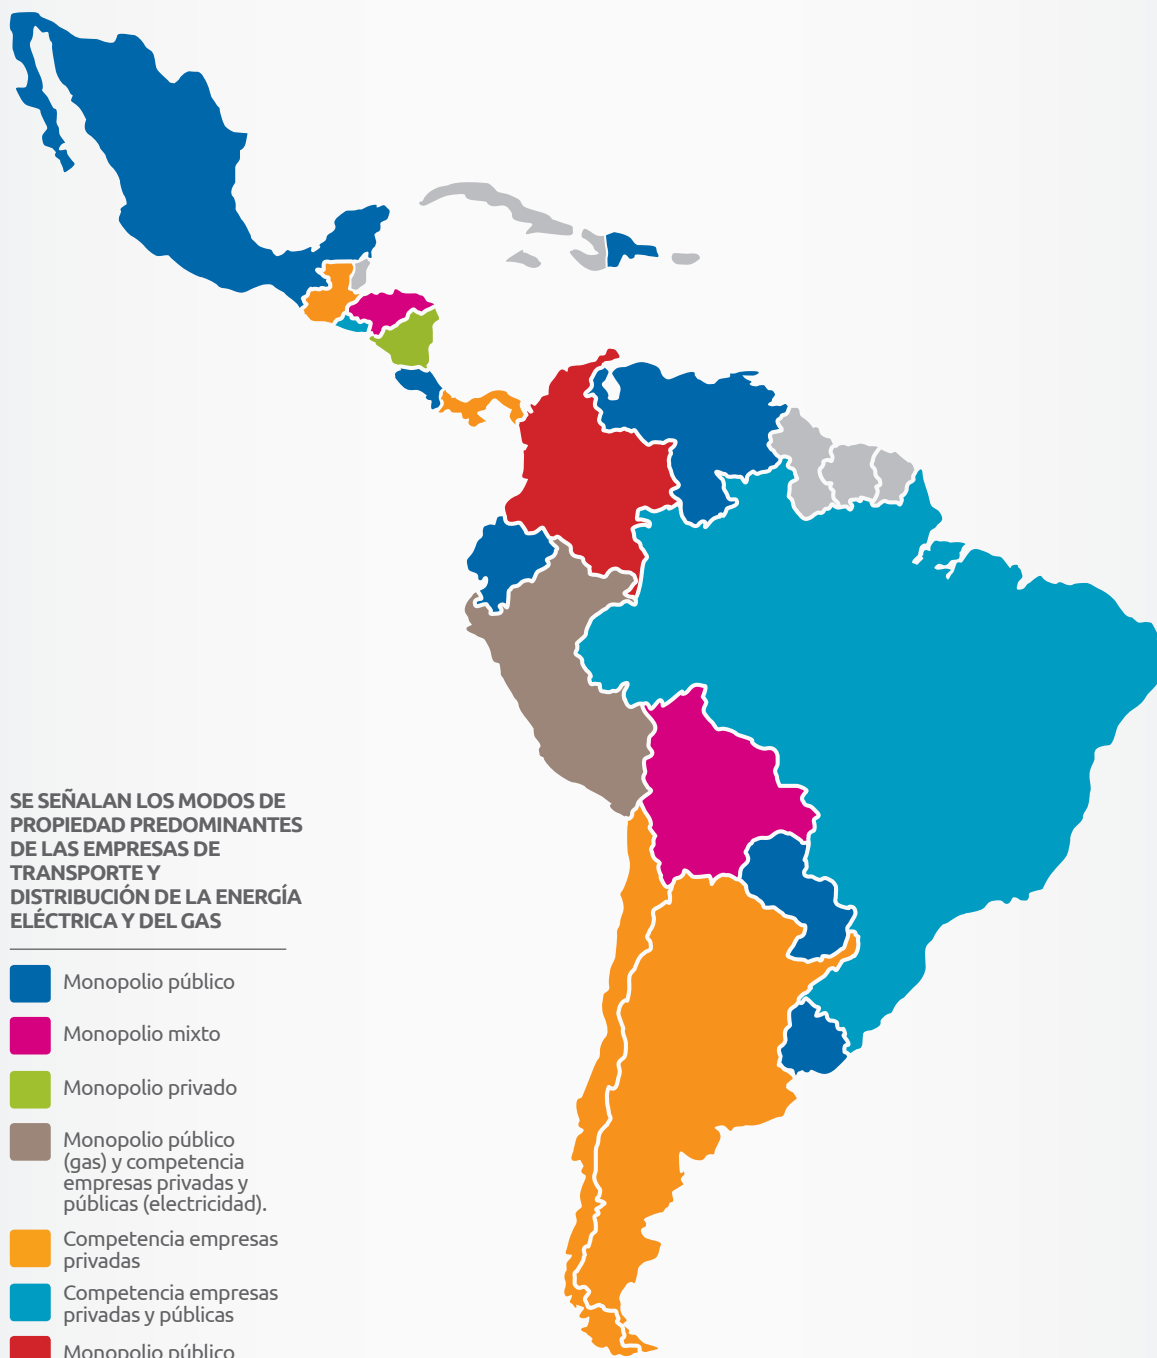 SE SEÑALAN LOS MODOS DE
PROPIEDAD PREDOMINANTES
DE LAS EMPRESAS DE
TRANSPORTE Y
DISTRIBUCIÓN DE LA ENERGÍA
ELÉCTRICA Y DEL GAS
Monopolio público
Monopolio mixto
Monopolio privado
Monopolio público
(gas) y competencia
empresas privadas y
públicas (electricidad).
Competencia empresas
privadas
Competencia empresas
privadas y públicas
Monopolio público